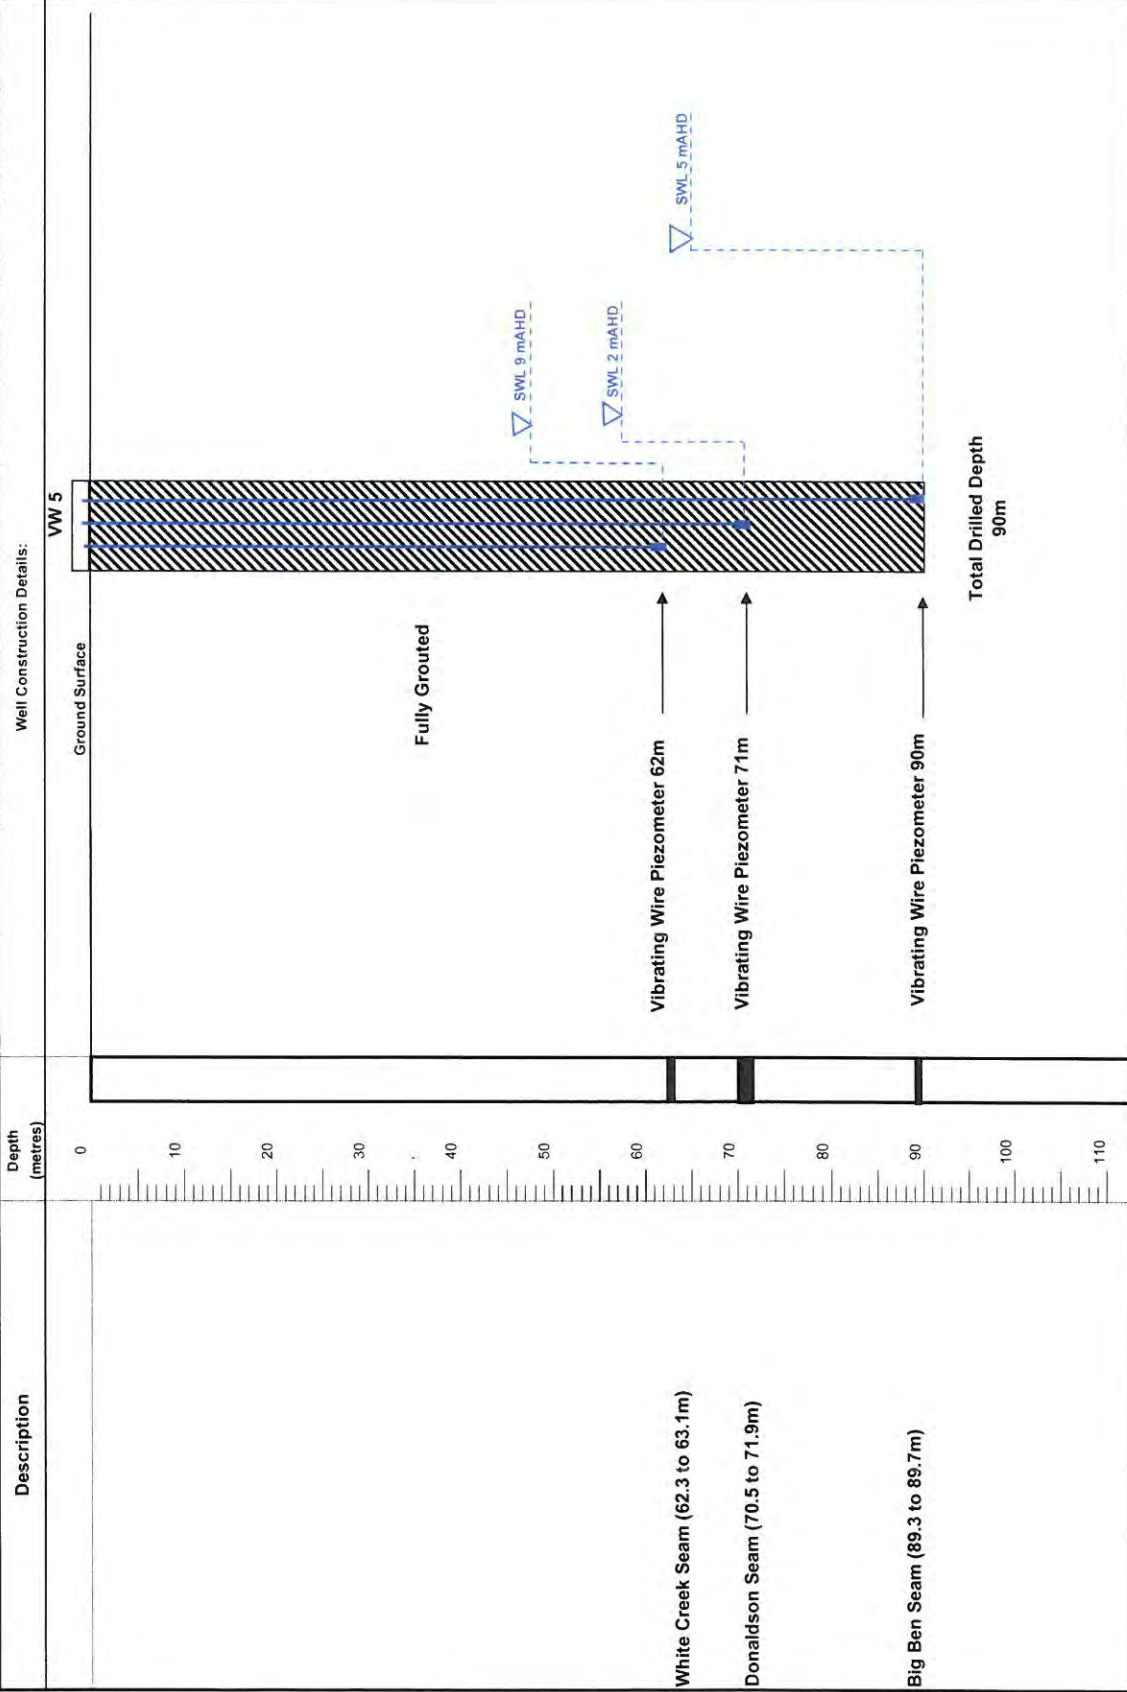 Description
Depth
(metres)
Well Construction Details:
VW 5
Ground Surface
0
10
20
30
40
50
60
70
80
90
100
110
Fully Grouted
SWL 9 mAHD
SWL 2 mAHD
SWL 5 mAHD
White Creek Seam (62.3 to 63.1m)
Vibrating Wire Piezometer 62m
Donaldson Seam (70.5 to 71.9m)
Vibrating Wire Piezometer 71m
Big Ben Seam (89.3 to 89.7m)
Vibrating Wire Piezometer 90m
Total Drilled Depth
90m